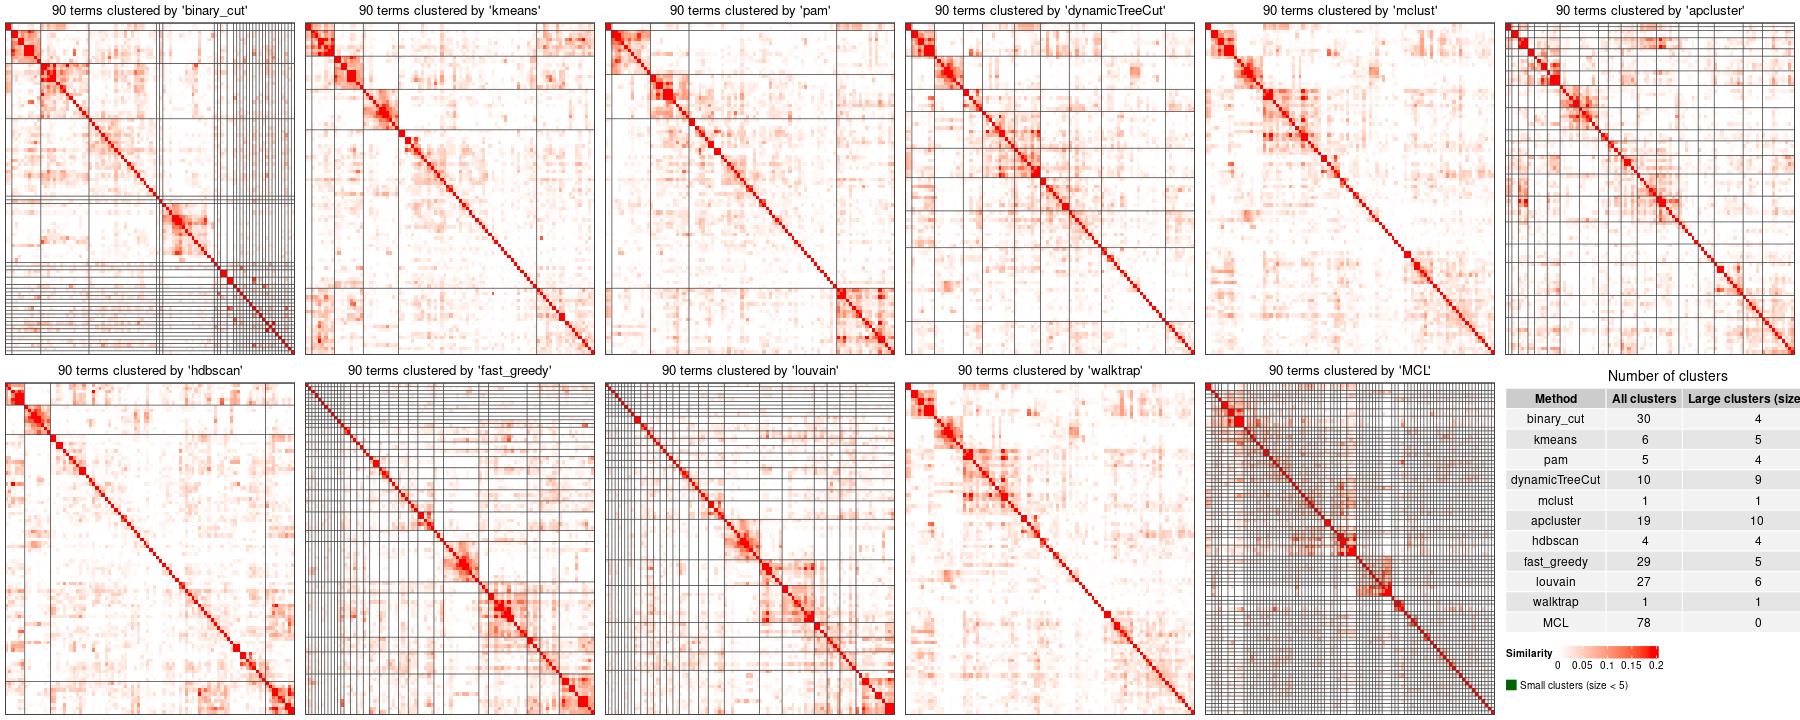 90 terms clustered by 'binary_cut'
90 terms clustered by 'kmeans'
90 terms clustered by 'pam'
90 terms clustered by 'dynamicTreeCut'
90 terms clustered by 'mclust'
90 terms clustered by 'apcluster'
90 terms clustered by 'hdbscan'
90 terms clustered by 'fast_greedy'
90 terms clustered by 'louvain'
90 terms clustered by 'walktrap'
90 terms clustered by 'MCL'
Number of clusters
Method All clusters Large clusters (size
binary_cut 30 4
kmeans 6 5
pam 5 4
dynamicTreeCut 10 9
mclust 1 1
apcluster 19 10
hdbscan 4 4
fast_greedy 29 5
louvain 27 6
walktrap 1 1
MCL 78 0
Similarity
0 0.05 0.1 0.15 0.2
Small clusters (size < 5)